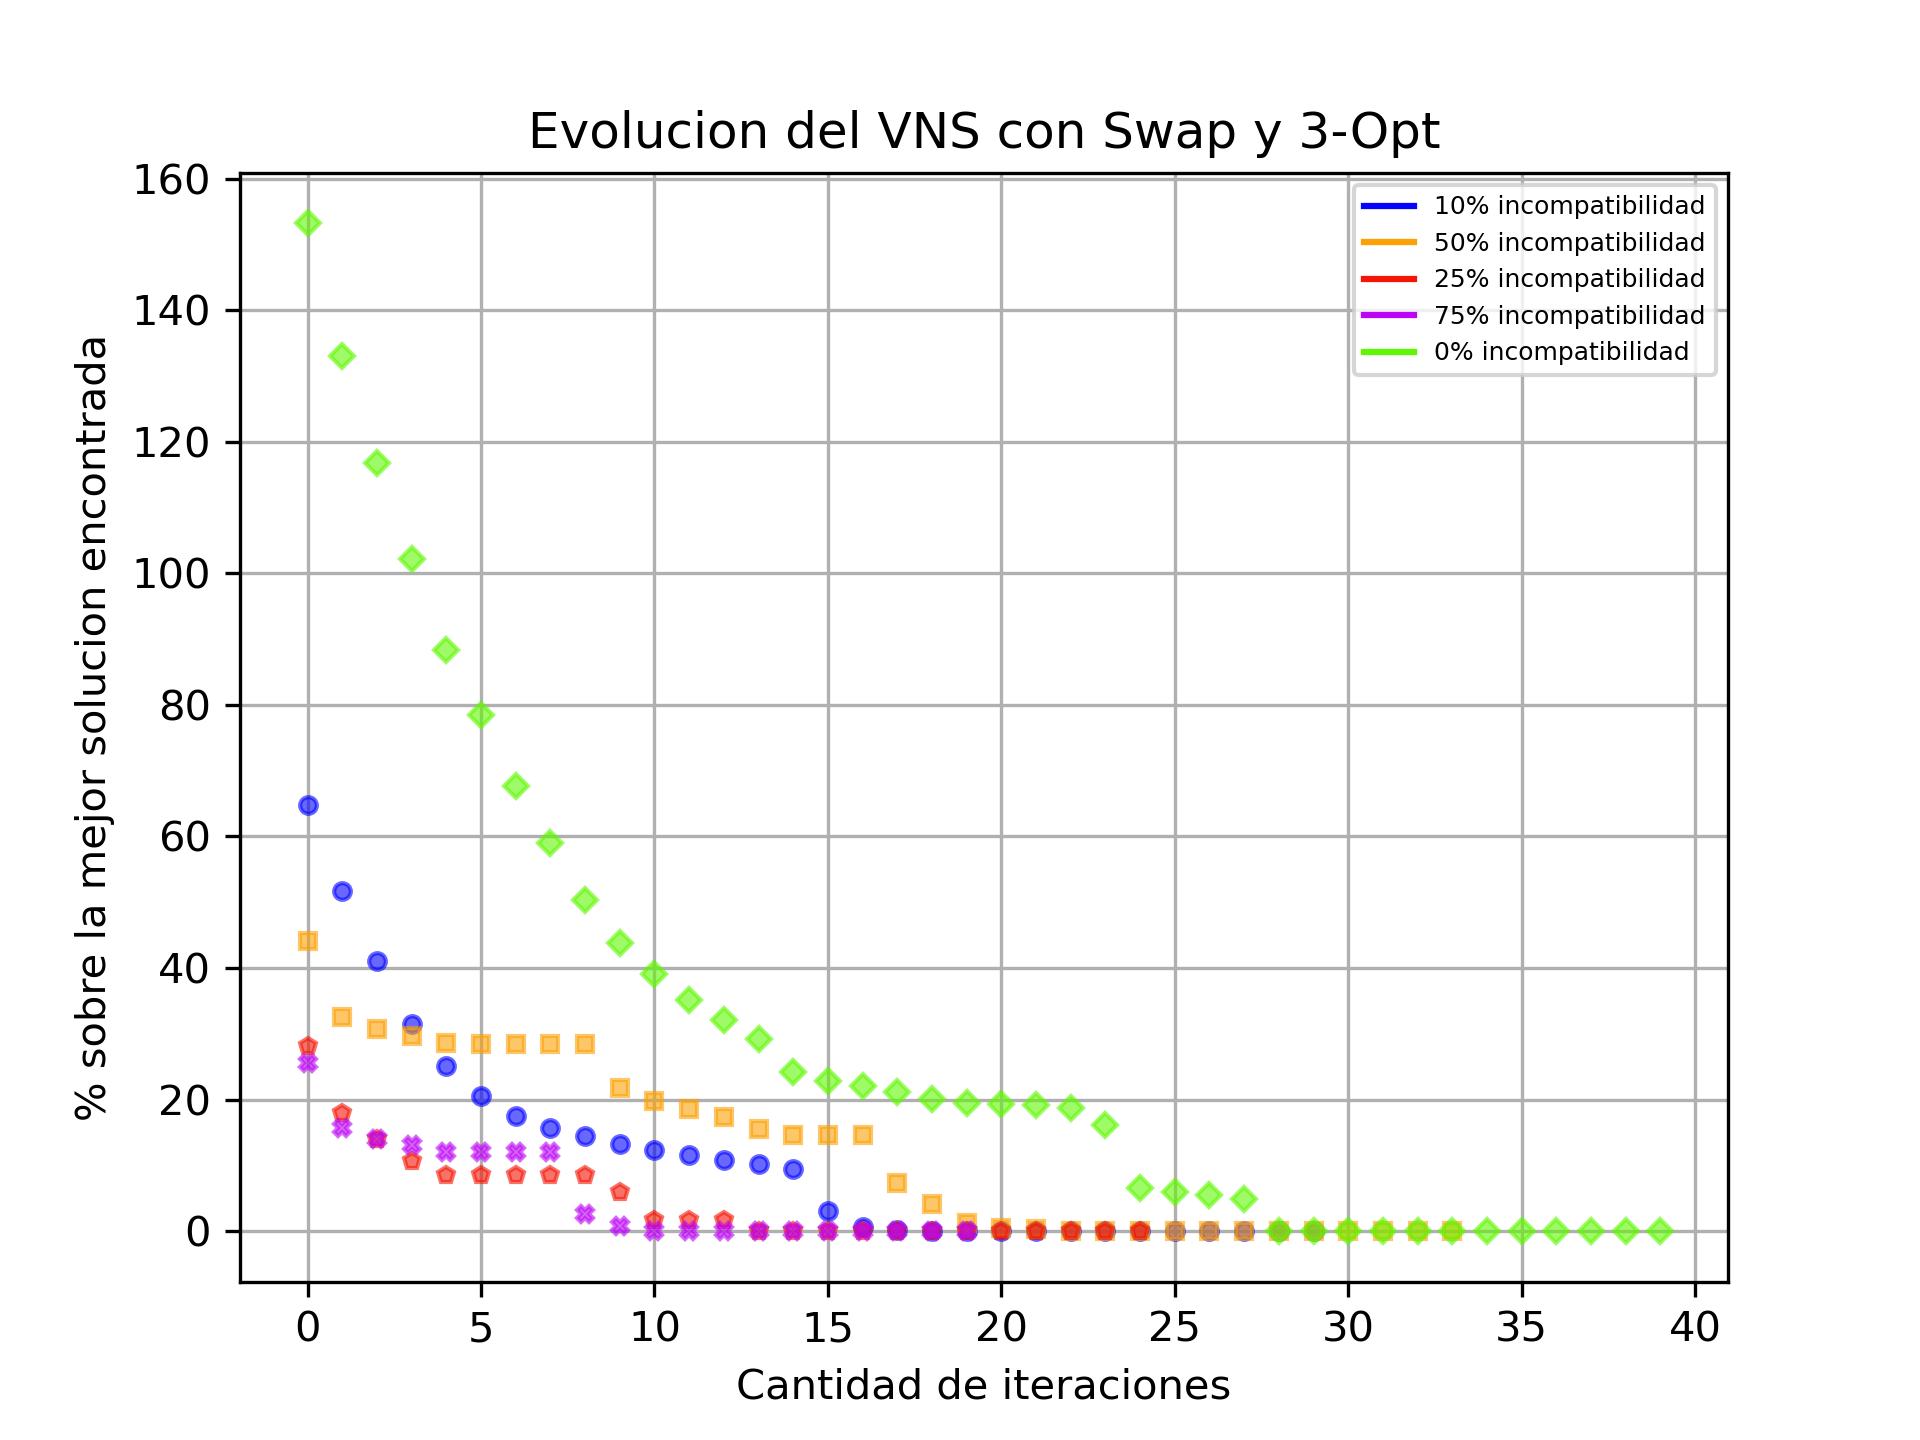 Evolucion del VNS con Swap y 3-Opt
160
140
120
100
80
60
40
20
0
% sobre la mejor solucion encontrada
10% incompatibilidad
50% incompatibilidad
25% incompatibilidad
75% incompatibilidad
0% incompatibilidad
0 5 10 15 20 25 30 35 40
Cantidad de iteraciones